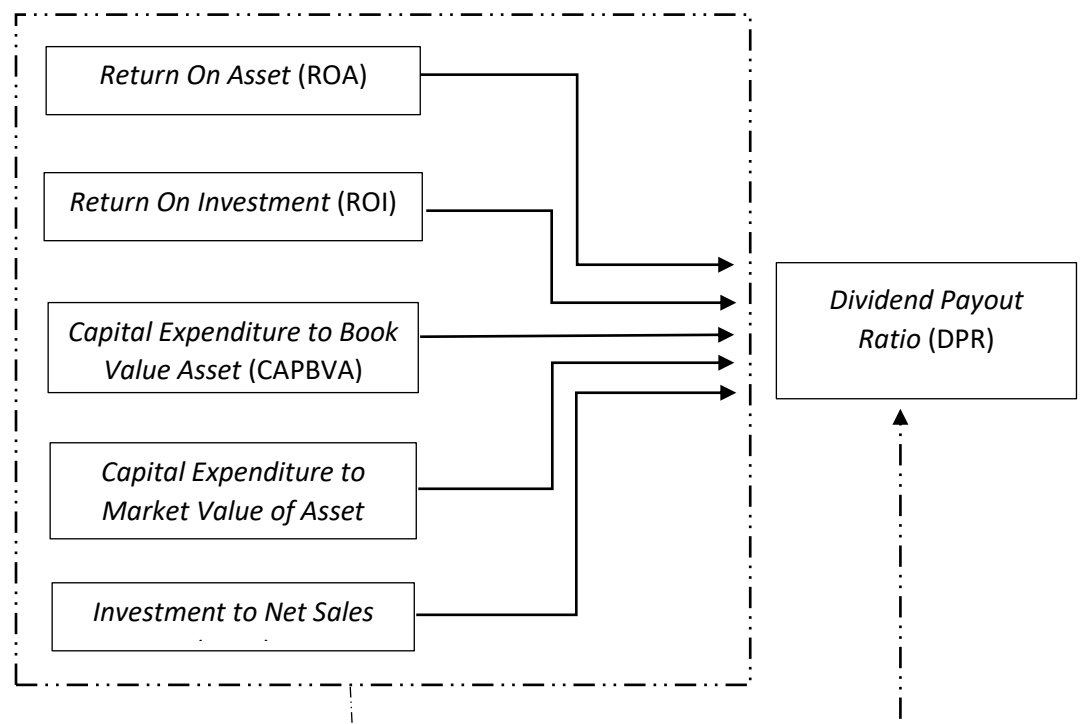 Return On Asset (ROA)
Return On Investment (ROI)
Capital Expenditure to Book
Value Asset (CAPBVA)
Capital Expenditure to
Market Value of Asset
Investment to Net Sales
Dividend Payout
Ratio (DPR)